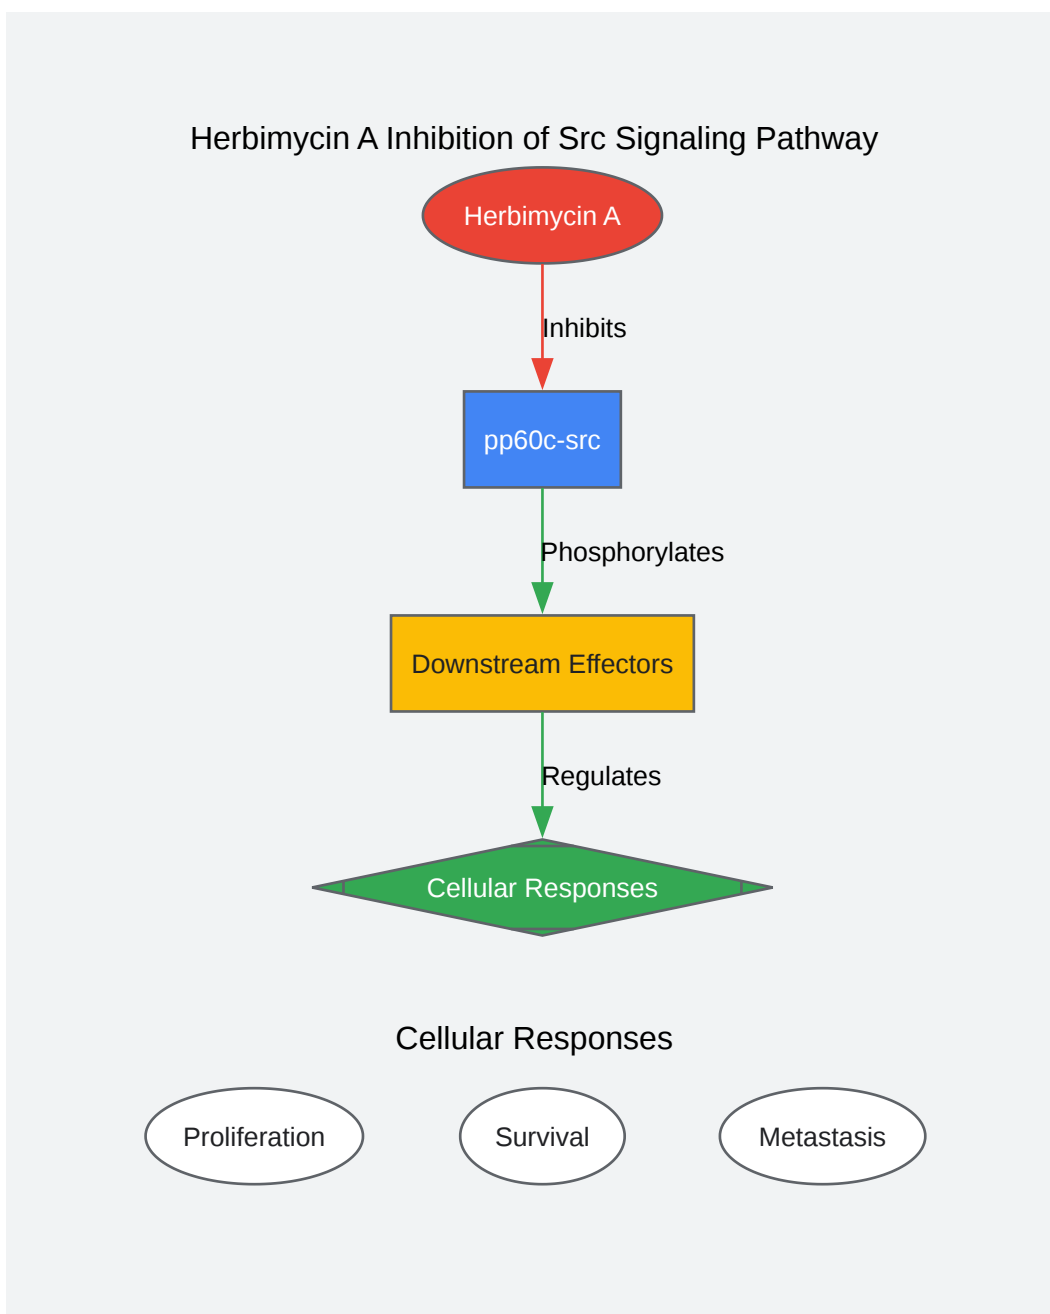 Herbimycin A Inhibition of Src Signaling Pathway
Herbimycin A
Inhibits
pp60c-src
Phosphorylates
Downstream Effectors
Regulates
Cellular Responses
Cellular Responses
Proliferation
Survival
Metastasis